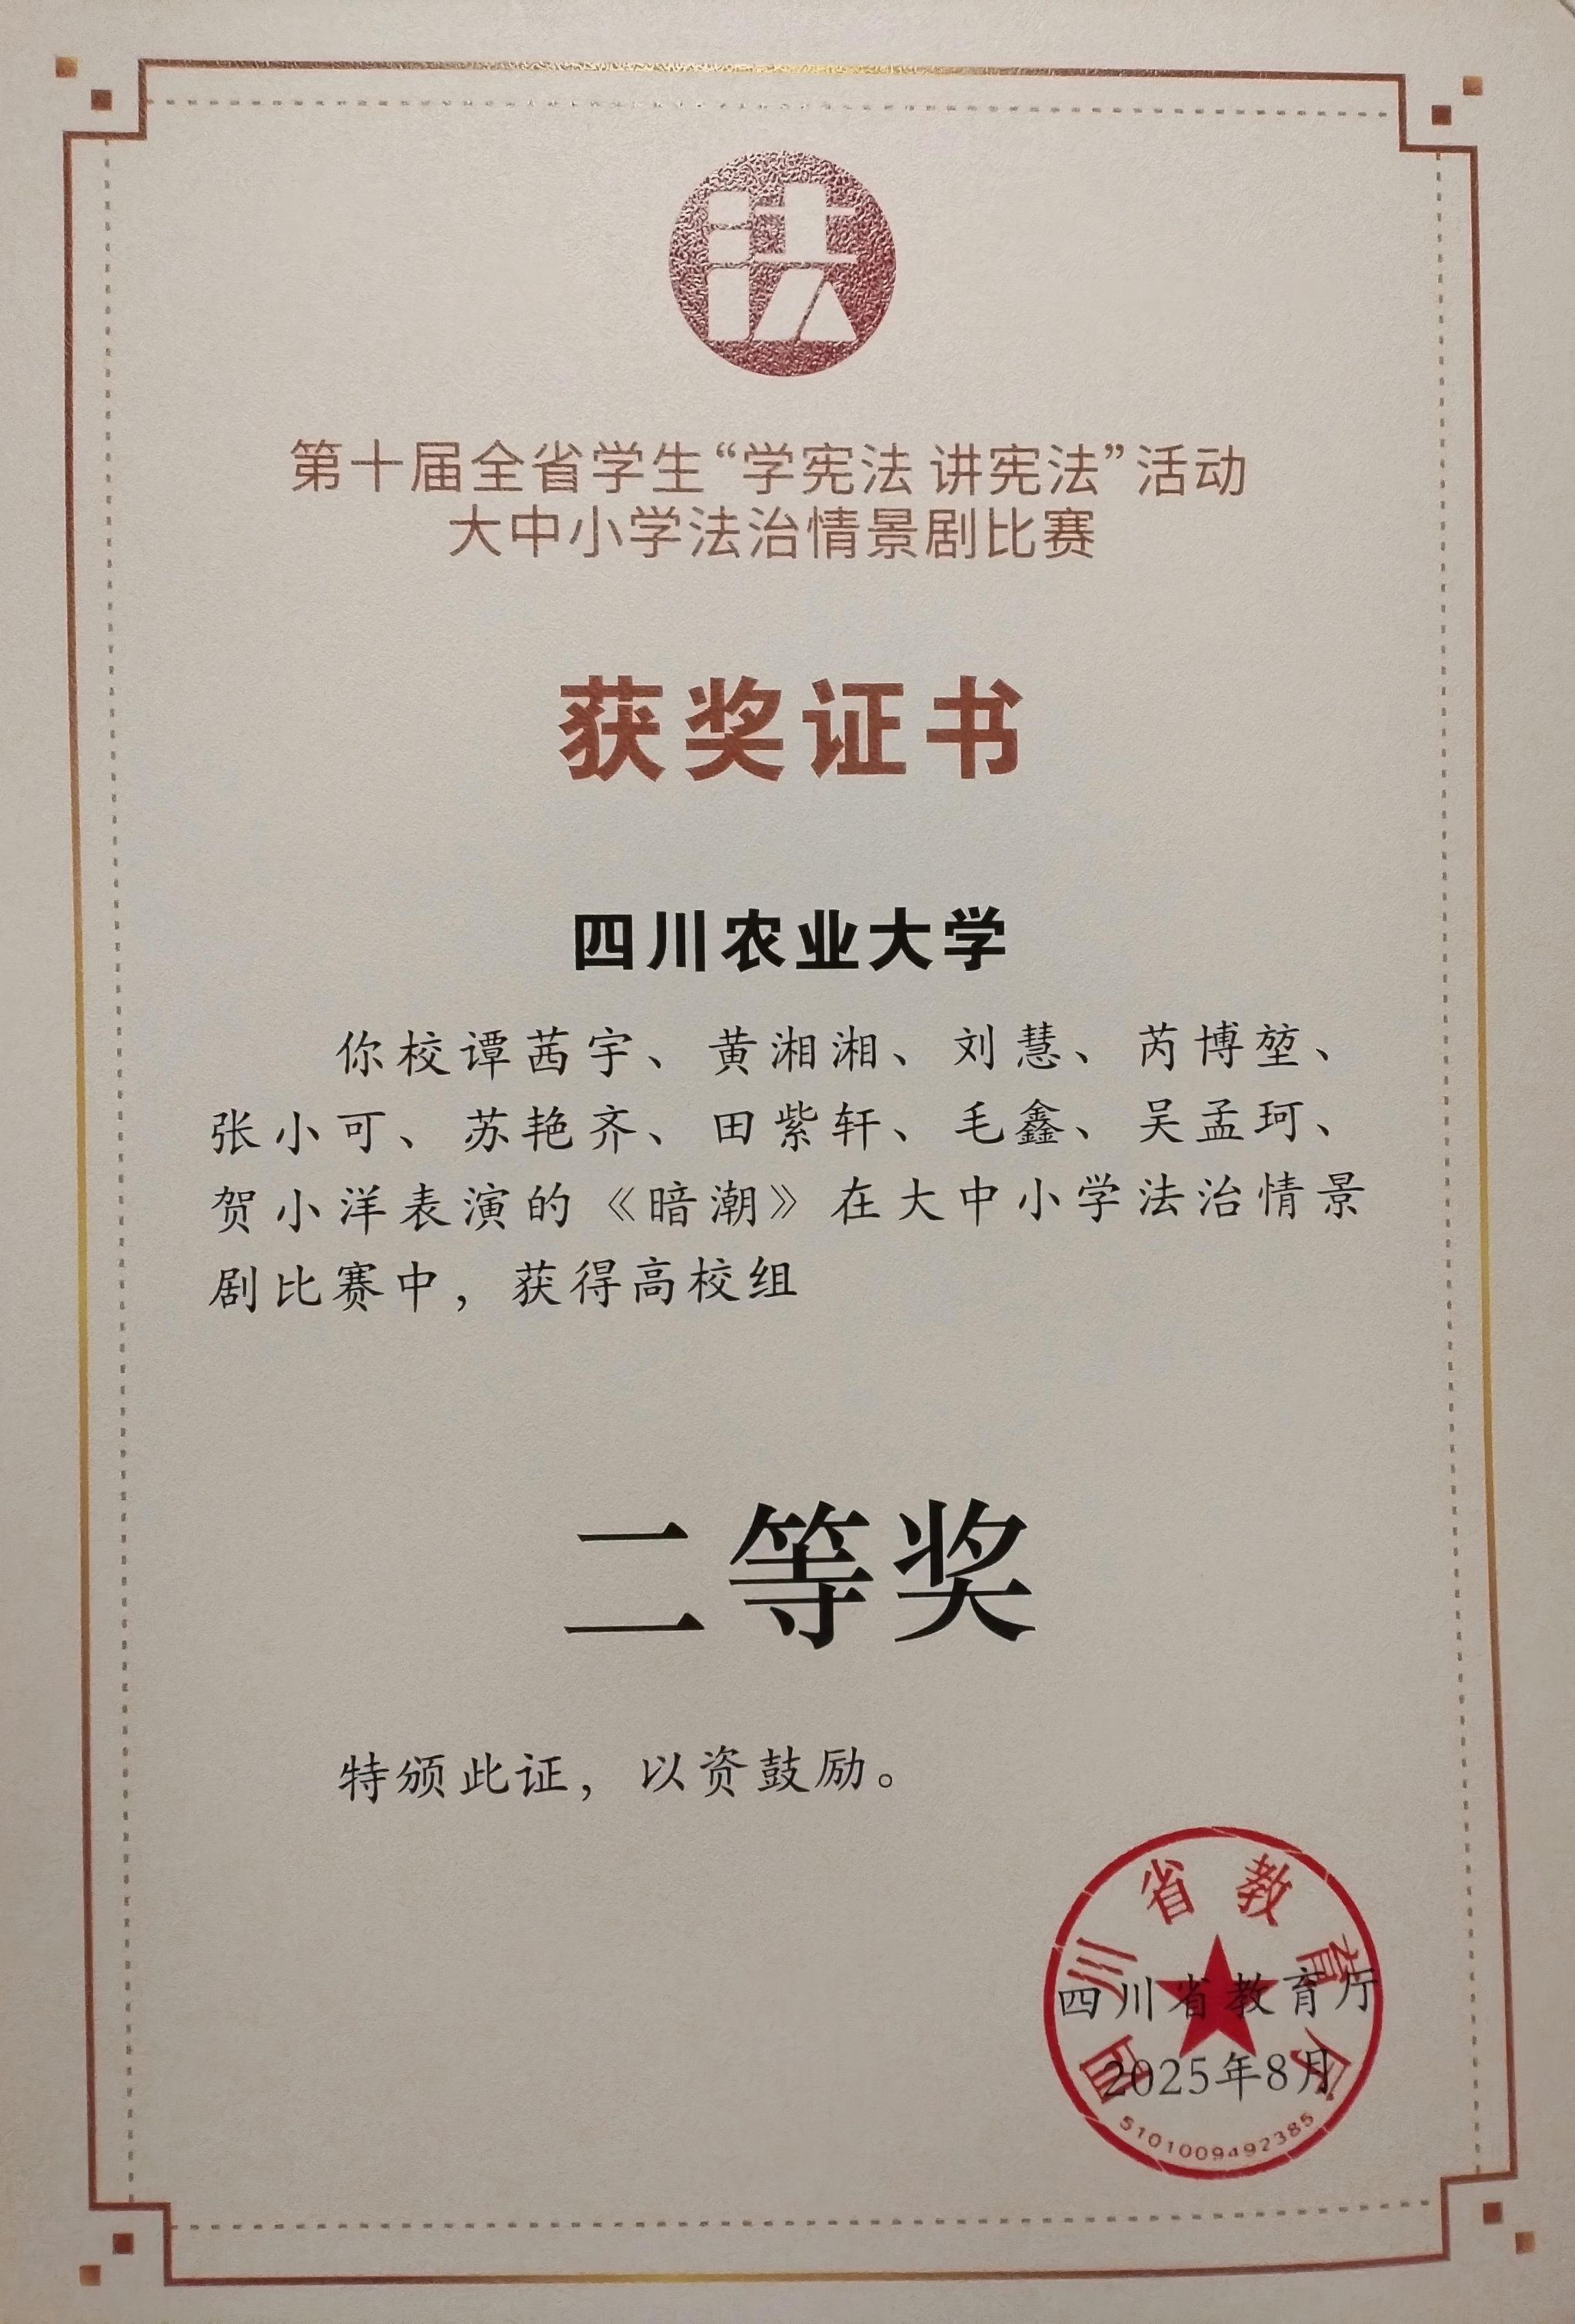 法
第十届全省学生“学宪法 讲宪法”活动
大中小学法治情景剧比赛
获奖证书
四川农业大学
你校谭茜宇、黄湘湘、刘慧、芮博堃、
张小可、苏艳齐、田紫轩、毛鑫、吴孟珂、
贺小洋表演的《暗潮》在大中小学法治情景
剧比赛中，获得高校组
二等奖
特颁此证，以资鼓励。
四川省教育厅
四川省教育厅
2025年8月
5101009492385